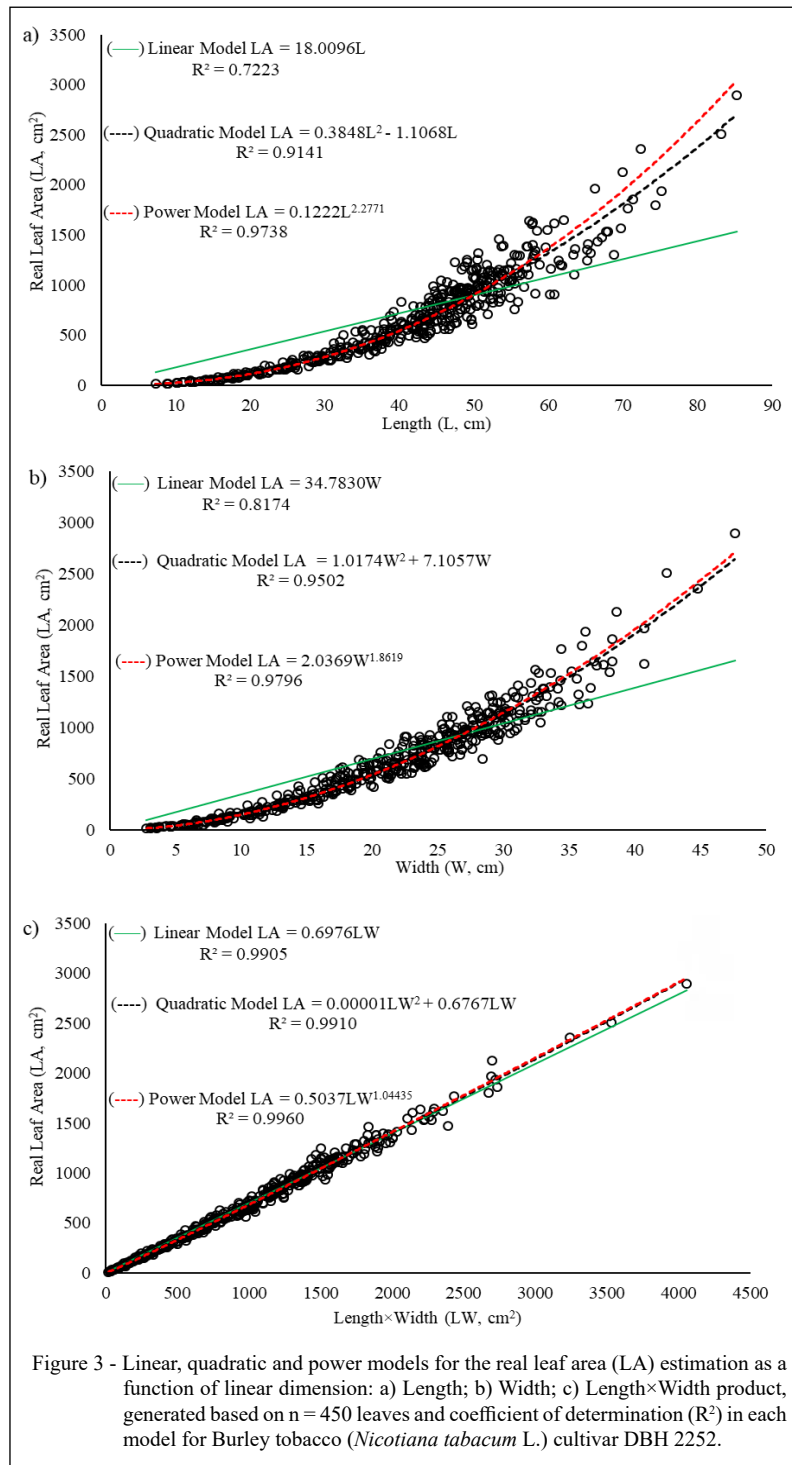 a)
3500
3000
2500
2000
1500
1000
500
0
Real Leaf Area (LA, cm²)
(——) Linear Model LA = 18.0096L
R² = 0.7223
(----) Quadratic Model LA = 0.3848L² - 1.1068L
R² = 0.9141
(----) Power Model LA = 0.1222L^2.2771
R² = 0.9738
0 10 20 30 40 50 60 70 80 90
Length (L, cm)
b)
3500
3000
2500
2000
1500
1000
500
0
Real Leaf Area (LA, cm²)
(——) Linear Model LA = 34.7830W
R² = 0.8174
(----) Quadratic Model LA = 1.0174W² + 7.1057W
R² = 0.9502
(----) Power Model LA = 2.0369W^1.8619
R² = 0.9796
0 5 10 15 20 25 30 35 40 45 50
Width (W, cm)
c)
3500
3000
2500
2000
1500
1000
500
0
Real Leaf Area (LA, cm²)
(——) Linear Model LA = 0.6976LW
R² = 0.9905
(----) Quadratic Model LA = 0.00001LW² + 0.6767LW
R² = 0.9910
(----) Power Model LA = 0.5037LW^1.04435
R² = 0.9960
0 500 1000 1500 2000 2500 3000 3500 4000 4500
Length×Width (LW, cm²)
Figure 3 - Linear, quadratic and power models for the real leaf area (LA) estimation as a
function of linear dimension: a) Length; b) Width; c) Length×Width product,
generated based on n = 450 leaves and coefficient of determination (R²) in each
model for Burley tobacco (Nicotiana tabacum L.) cultivar DBH 2252.